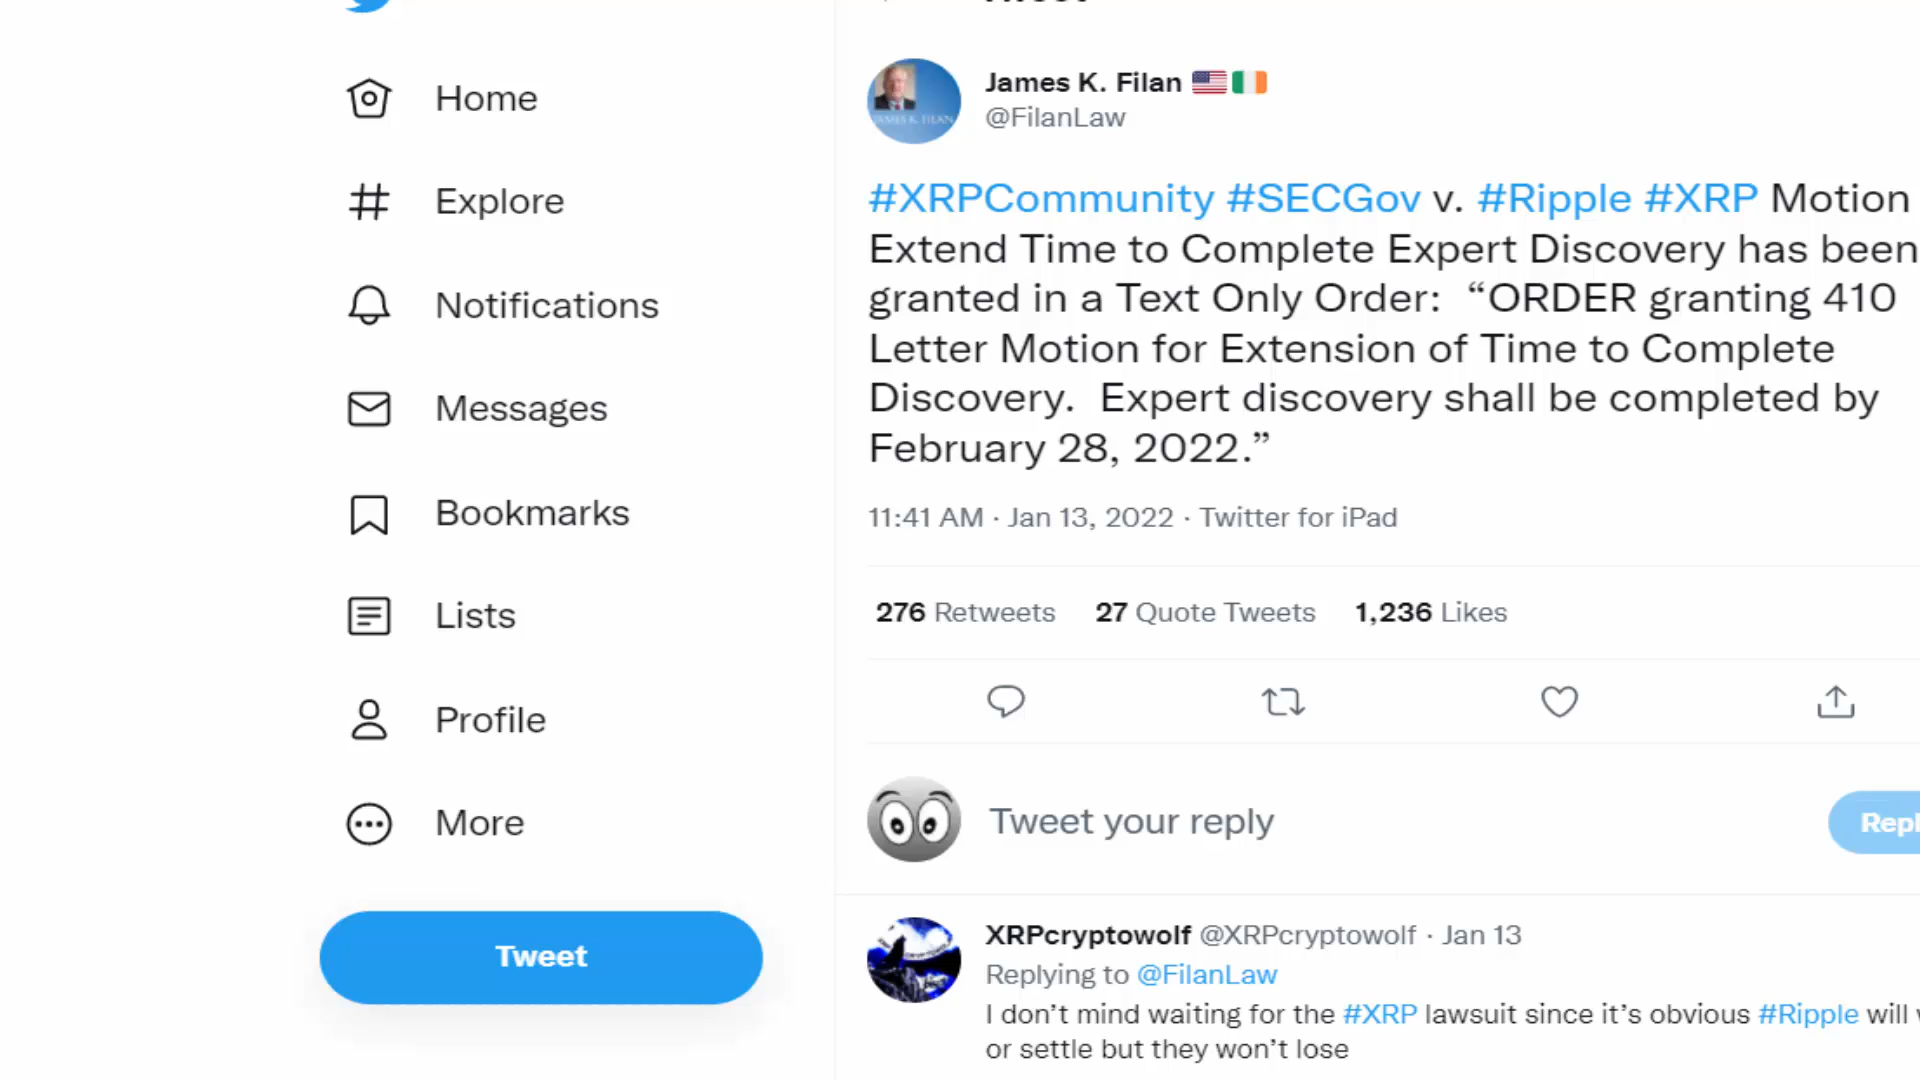 Home
Explore
Notifications
Messages
Bookmarks
Lists
Profile
More
Tweet
Tweet
James K. Filan
@FilanLaw
#XRPCommunity #SECGov v. #Ripple #XRP Motion
Extend Time to Complete Expert Discovery has been
granted in a Text Only Order:  “ORDER granting 410
Letter Motion for Extension of Time to Complete
Discovery.  Expert discovery shall be completed by
February 28, 2022.”
11:41 AM · Jan 13, 2022 · Twitter for iPad
276 Retweets 27 Quote Tweets 1,236 Likes
Tweet your reply
XRPcryptowolf @XRPcryptowolf · Jan 13
Replying to @FilanLaw
I don’t mind waiting for the #XRP lawsuit since it’s obvious #Ripple will
or settle but they won’t lose